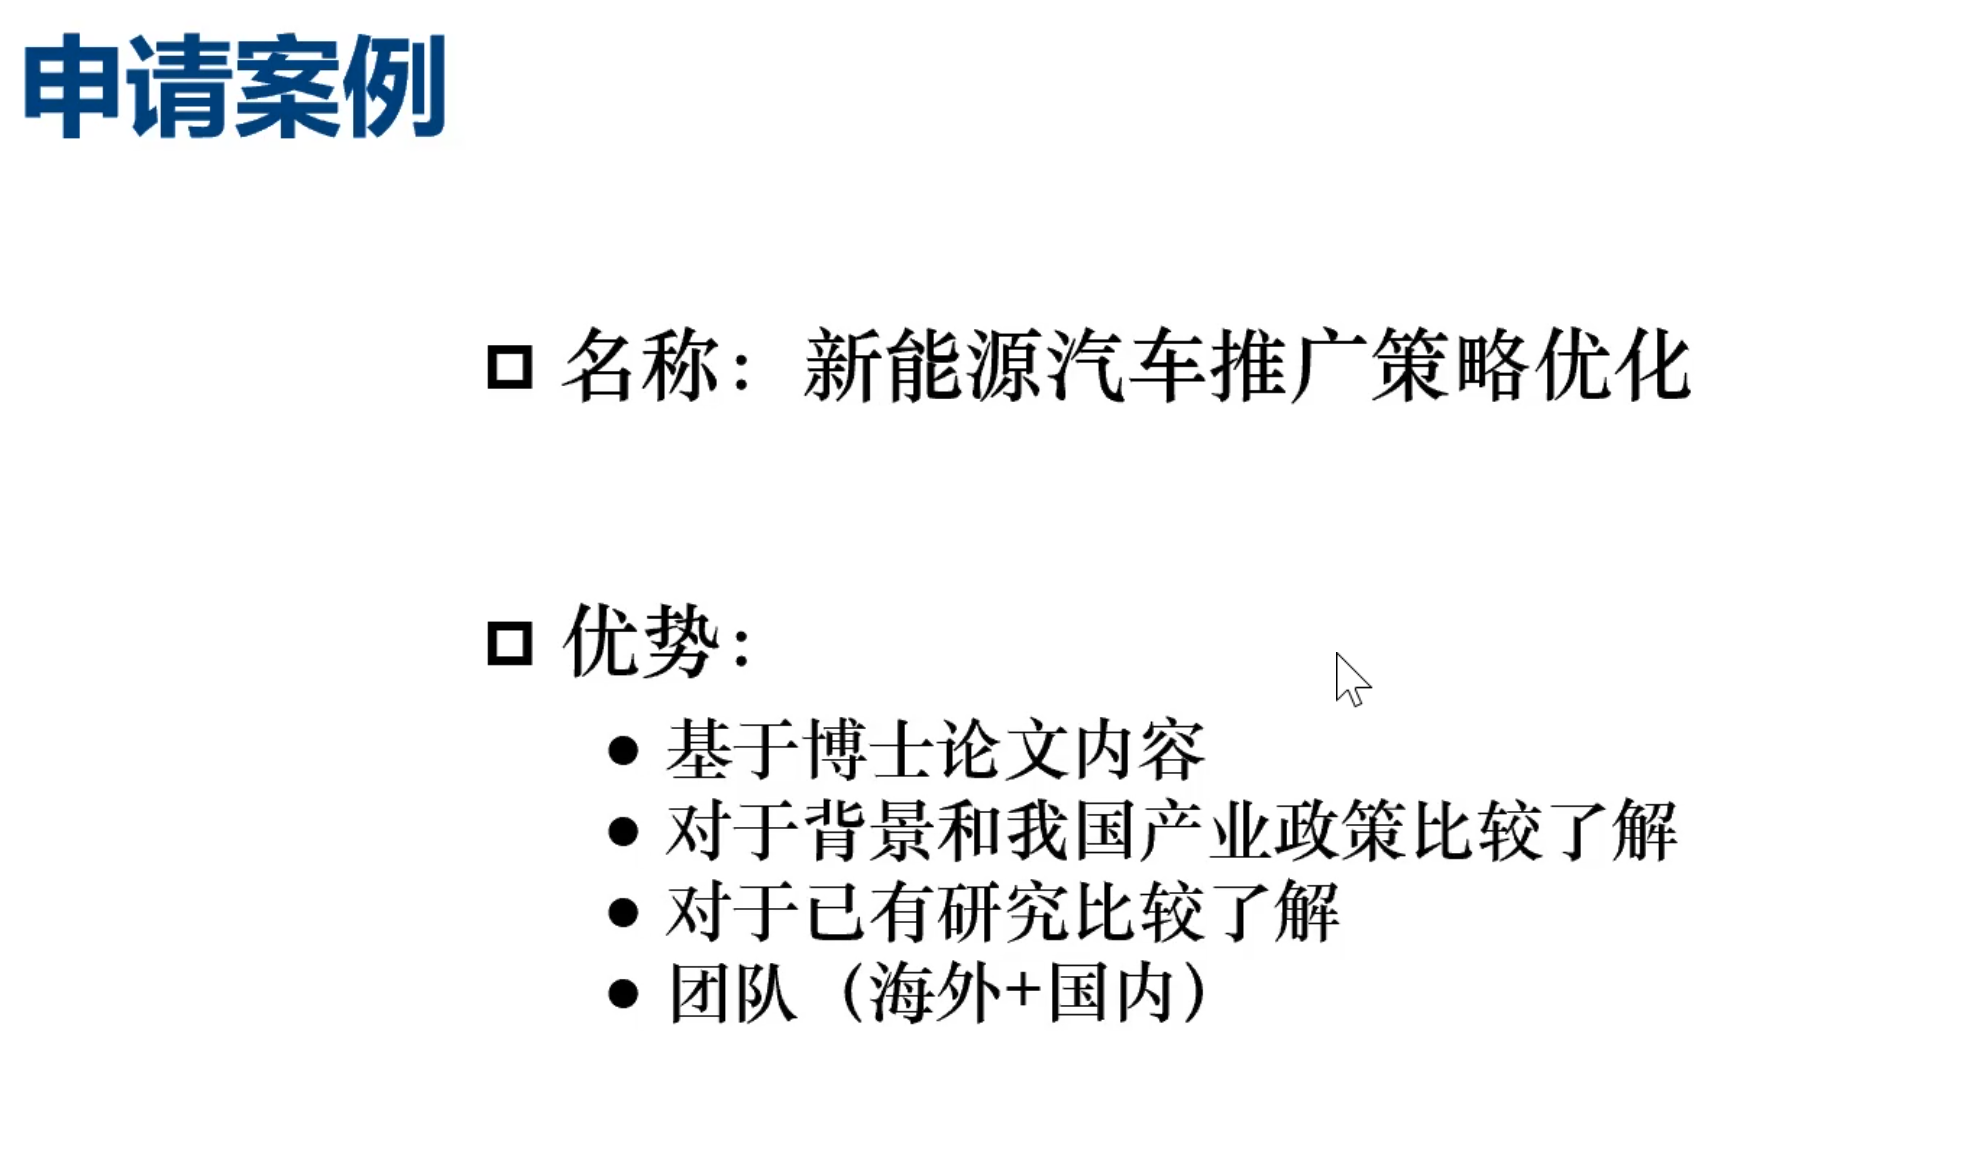 申请案例
名称：新能源汽车推广策略优化
优势：
基于博士论文内容
对于背景和我国产业政策比较了解
对于已有研究比较了解
团队（海外+国内）